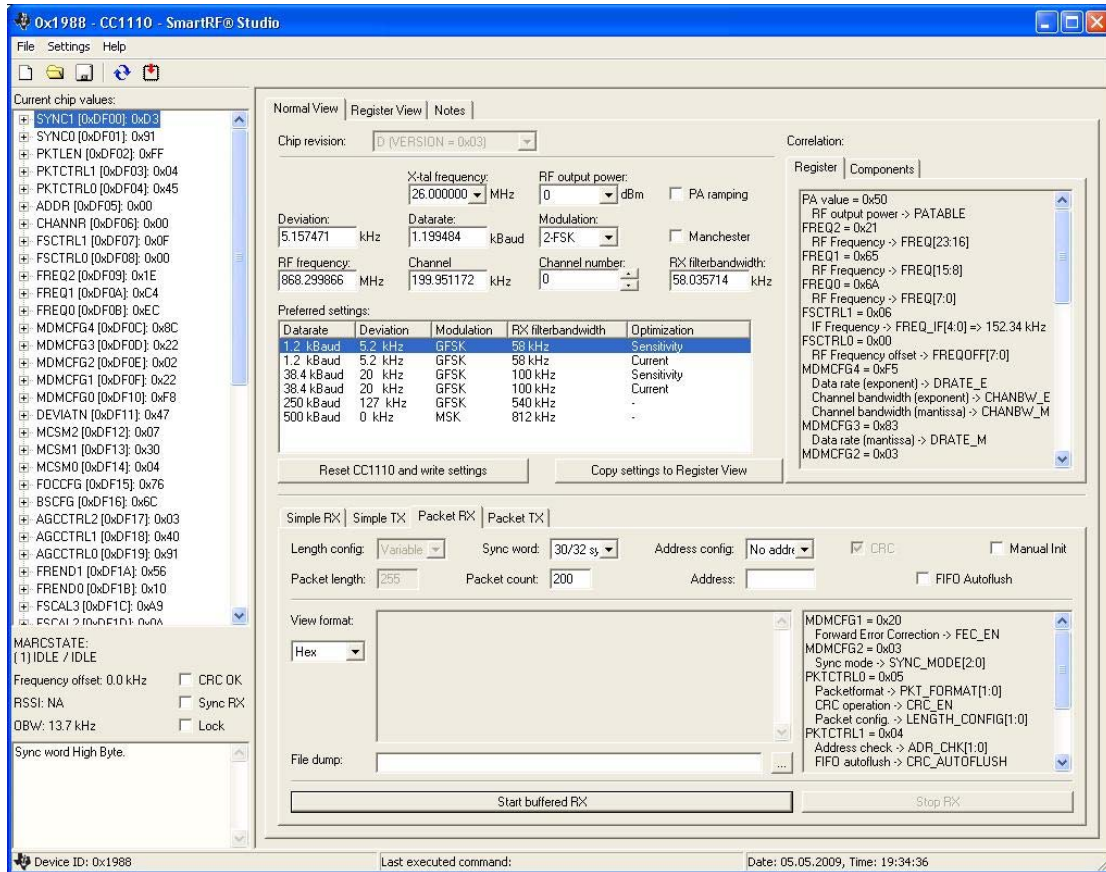 0x1988 - CC1110 - SmartRF® Studio
File Settings Help
Current chip values:
SYNC1 [0xDF00]: 0xD3
SYNC0 [0xDF01]: 0x91
PKTLEN [0xDF02]: 0xFF
PKTCTRL1 [0xDF03]: 0x04
PKTCTRL0 [0xDF04]: 0x45
ADDR [0xDF05]: 0x00
CHANNR [0xDF06]: 0x00
FSCTRL1 [0xDF07]: 0x0F
FSCTRL0 [0xDF08]: 0x00
FREQ2 [0xDF09]: 0x1E
FREQ1 [0xDF0A]: 0xC4
FREQ0 [0xDF0B]: 0xEC
MDMCFG4 [0xDF0C]: 0x8C
MDMCFG3 [0xDF0D]: 0x22
MDMCFG2 [0xDF0E]: 0x02
MDMCFG1 [0xDF0F]: 0x22
MDMCFG0 [0xDF10]: 0xF8
DEVIATN [0xDF11]: 0x47
MCSM2 [0xDF12]: 0x07
MCSM1 [0xDF13]: 0x30
MCSM0 [0xDF14]: 0x04
FOCCFG [0xDF15]: 0x76
BSCFG [0xDF16]: 0x6C
AGCCTRL2 [0xDF17]: 0x03
AGCCTRL1 [0xDF18]: 0x40
AGCCTRL0 [0xDF19]: 0x91
FREND1 [0xDF1A]: 0x56
FREND0 [0xDF1B]: 0x10
FSCAL3 [0xDF1C]: 0xA9
FSCAL2 [0xDF1D]: 0x0A
MARCSTATE:
(1) IDLE / IDLE
Frequency offset: 0.0 kHz CRC OK
RSSI: NA Sync RX
OBW: 13.7 kHz Lock
Sync word High Byte.
Normal View Register View Notes
Chip revision: D (VERSION = 0x03)
X-tal frequency: RF output power:
26.000000 MHz 0 dBm PA ramping
Deviation: Datarate: Modulation:
5.157471 kHz 1.199484 kBaud 2-FSK Manchester
RF frequency: Channel Channel number: RX filterbandwidth:
868.299866 MHz 199.951172 kHz 0 58.035714 kHz
Preferred settings:
Datarate Deviation Modulation RX filterbandwidth Optimization
1.2 kBaud 5.2 kHz GFSK 58 kHz Sensitivity
1.2 kBaud 5.2 kHz GFSK 58 kHz Current
38.4 kBaud 20 kHz GFSK 100 kHz Sensitivity
38.4 kBaud 20 kHz GFSK 100 kHz Current
250 kBaud 127 kHz GFSK 540 kHz -
500 kBaud 0 kHz MSK 812 kHz -
Reset CC1110 and write settings Copy settings to Register View
Correlation:
Register Components
PA value = 0x50
RF output power -> PATABLE
FREQ2 = 0x21
RF Frequency -> FREQ[23:16]
FREQ1 = 0x65
RF Frequency -> FREQ[15:8]
FREQ0 = 0x6A
RF Frequency -> FREQ[7:0]
FSCTRL1 = 0x06
IF Frequency -> FREQ_IF[4:0] => 152.34 kHz
FSCTRL0 = 0x00
RF Frequency offset -> FREQOFF[7:0]
MDMCFG4 = 0xF5
Data rate (exponent) -> DRATE_E
Channel bandwidth (exponent) -> CHANBW_E
Channel bandwidth (mantissa) -> CHANBW_M
MDMCFG3 = 0x83
Data rate (mantissa) -> DRATE_M
MDMCFG2 = 0x03
Simple RX Simple TX Packet RX Packet TX
Length config: Variable Sync word: 30/32 sy Address config: No addre CRC Manual Init
Packet length: 255 Packet count: 200 Address: FIFO Autoflush
View format:
Hex
File dump: ...
MDMCFG1 = 0x20
Forward Error Correction -> FEC_EN
MDMCFG2 = 0x03
Sync mode -> SYNC_MODE[2:0]
PKTCTRL0 = 0x05
Packetformat -> PKT_FORMAT[1:0]
CRC operation -> CRC_EN
Packet config. -> LENGTH_CONFIG[1:0]
PKTCTRL1 = 0x04
Address check -> ADR_CHK[1:0]
FIFO autoflush -> CRC_AUTOFLUSH
Start buffered RX Stop RX
Device ID: 0x1988 Last executed command: Date: 05.05.2009, Time: 19:34:36